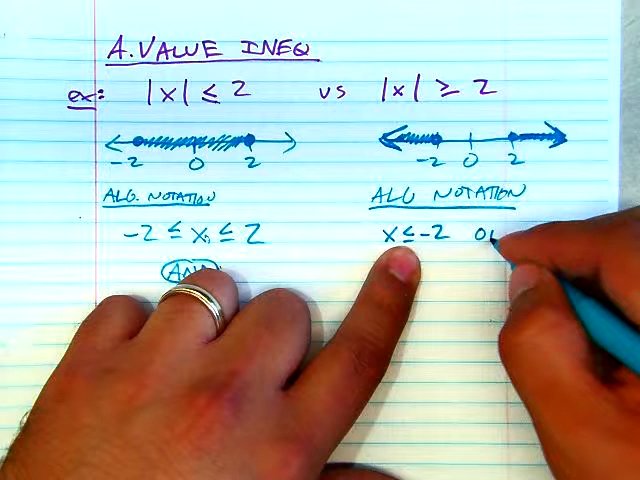 A. VALUE INEQ
ex: |x| ≤ 2 vs |x| ≥ 2
-2 0 2 -2 0 2
ALG. NOTATION ALG NOTATION
-2 ≤ x ≤ 2 x ≤ -2
AND